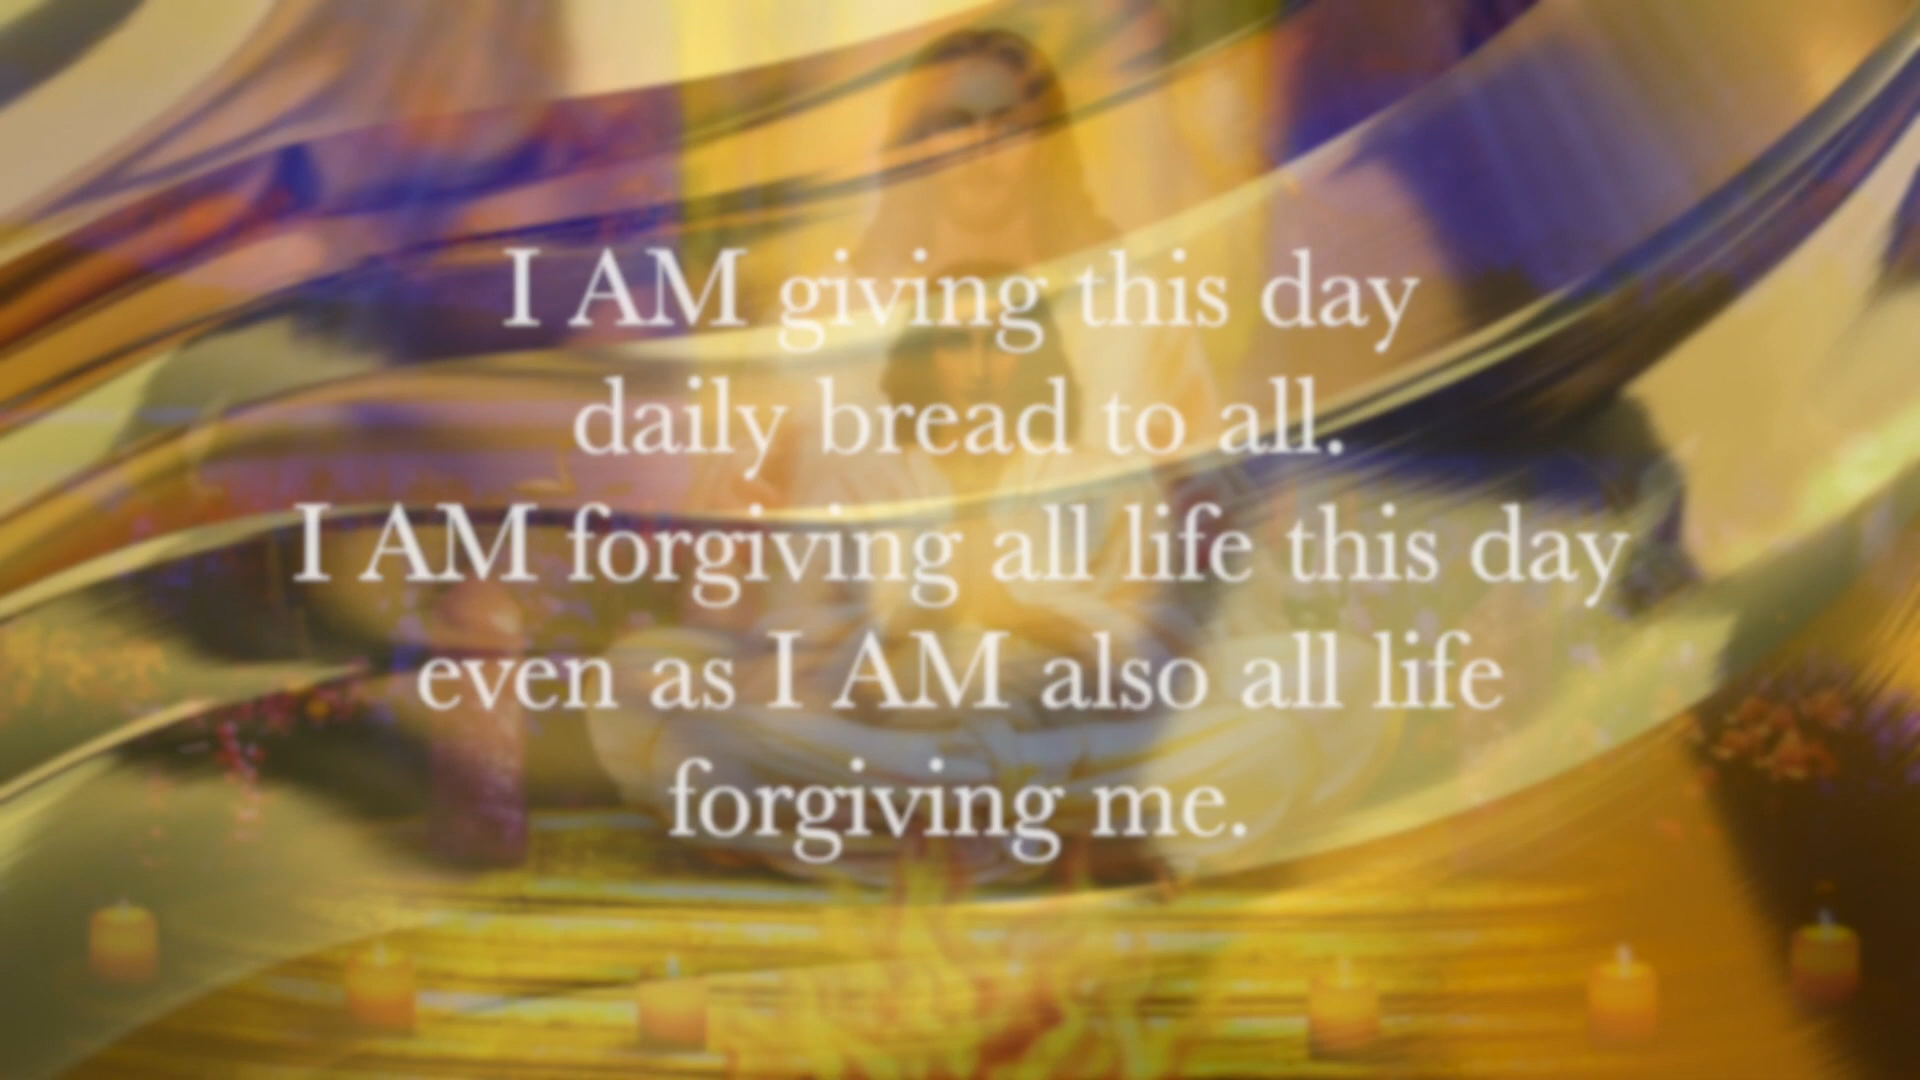 I AM giving this day
daily bread to all.
I AM forgiving all life this day
even as I AM also all life
forgiving me.